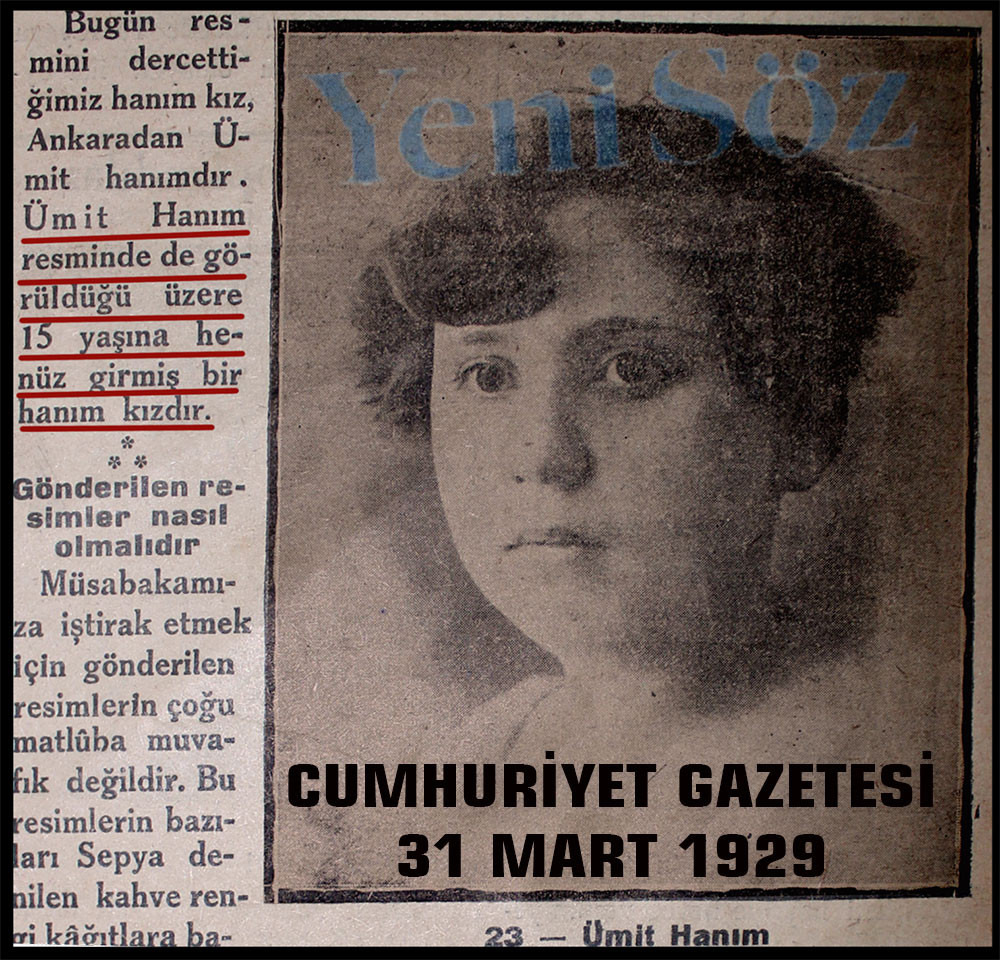 Bugün res-
mini dercetti-
ğimiz hanım kız,
Ankaradan Ü-
mit hanımdır.
Ümit Hanım
resminde de gö-
rüldüğü üzere
15 yaşına he-
nüz girmiş bir
hanım kızdır.
*
* *
Gönderilen re-
simler nasıl
olmalıdır
Müsabakamı-
za iştirak etmek
için gönderilen
resimlerin çoğu
matlûba muva-
fık değildir. Bu
resimlerin bazı-
ları Sepya de-
nilen kahve ren-
gi kâğıtlara ba-
Yeni Söz
CUMHURİYET GAZETESİ
31 MART 1929
23 — Ümit Hanım